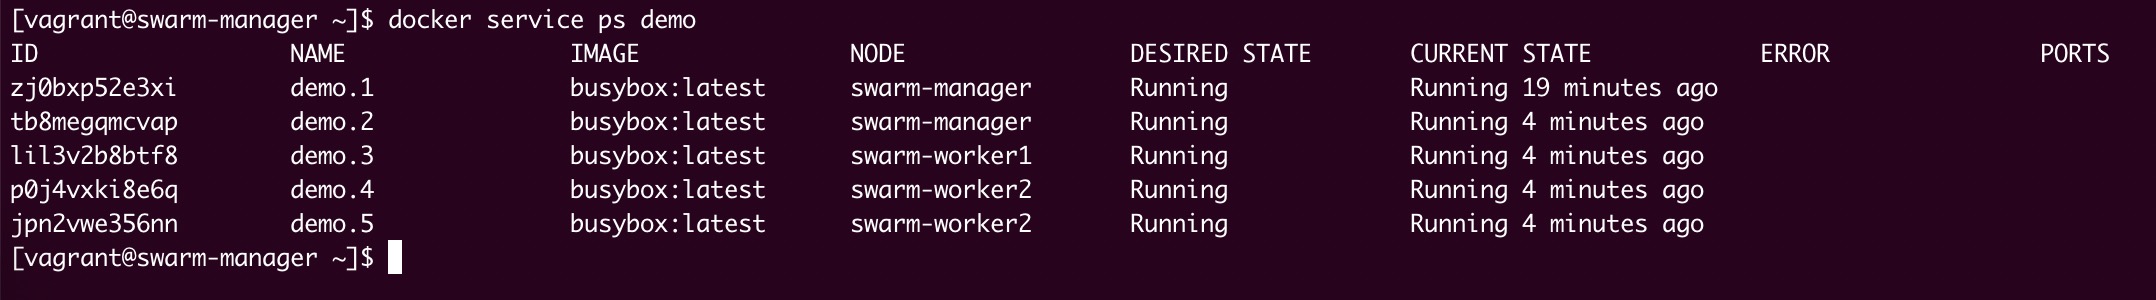 [vagrant@swarm-manager ~]$ docker service ps demo
ID NAME IMAGE NODE DESIRED STATE CURRENT STATE ERROR PORTS
zj0bxp52e3xi demo.1 busybox:latest swarm-manager Running Running 19 minutes ago
tb8megqmcvap demo.2 busybox:latest swarm-manager Running Running 4 minutes ago
lil3v2b8btf8 demo.3 busybox:latest swarm-worker1 Running Running 4 minutes ago
p0j4vxki8e6q demo.4 busybox:latest swarm-worker2 Running Running 4 minutes ago
jpn2vwe356nn demo.5 busybox:latest swarm-worker2 Running Running 4 minutes ago
[vagrant@swarm-manager ~]$